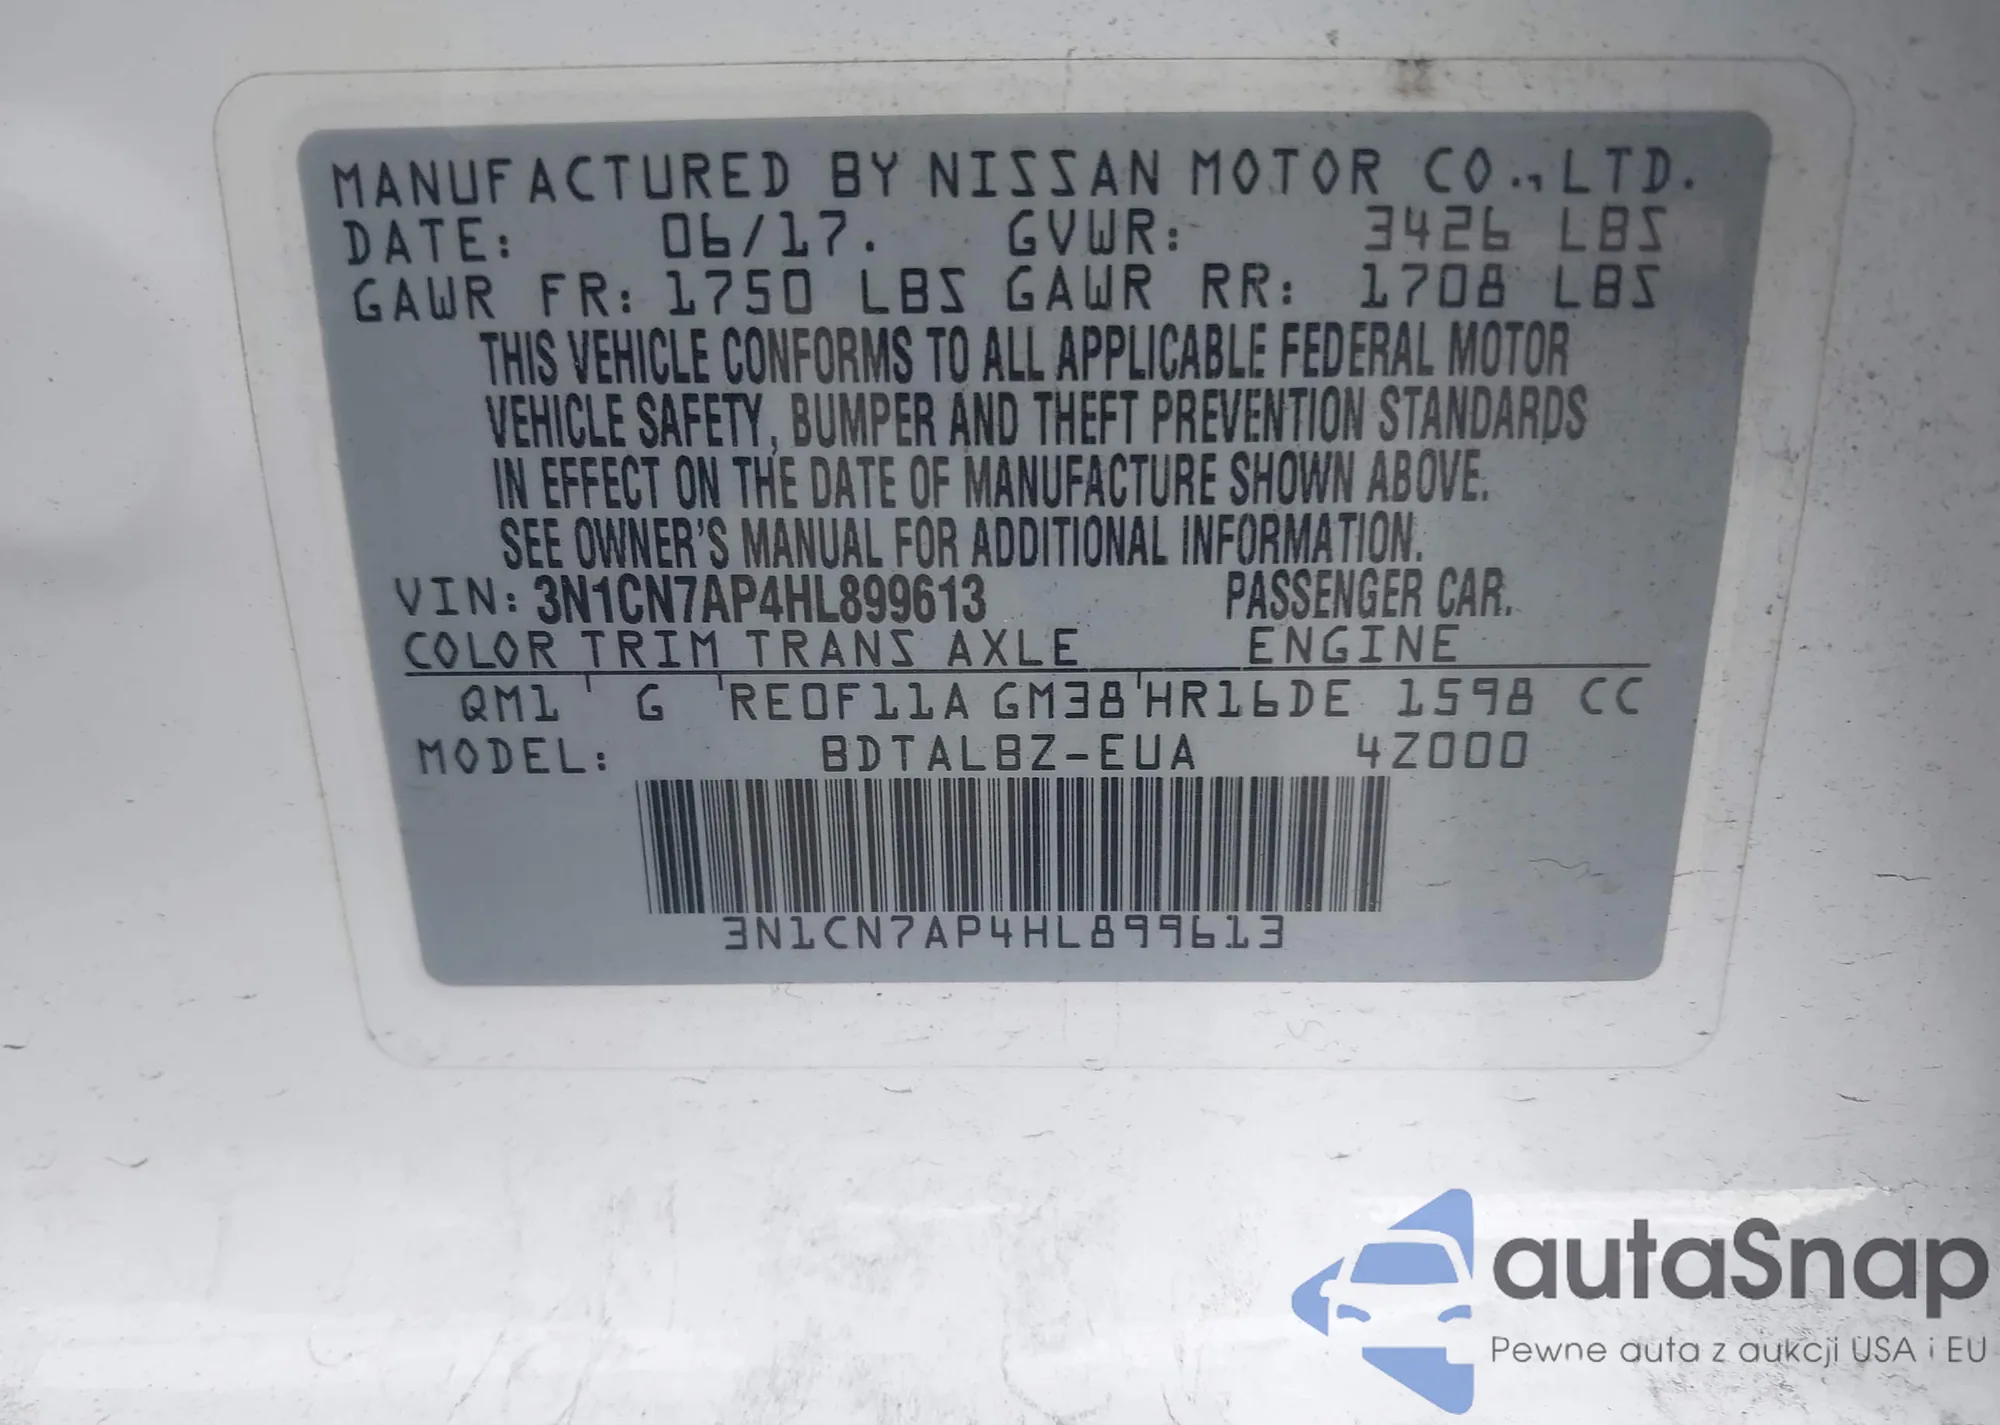 MANUFACTURED BY NISSAN MOTOR CO., LTD.
DATE: 06/17. GVWR: 3426 LBS
GAWR FR: 1750 LBS GAWR RR: 1708 LBS
THIS VEHICLE CONFORMS TO ALL APPLICABLE FEDERAL MOTOR
VEHICLE SAFETY, BUMPER AND THEFT PREVENTION STANDARDS
IN EFFECT ON THE DATE OF MANUFACTURE SHOWN ABOVE.
SEE OWNER'S MANUAL FOR ADDITIONAL INFORMATION.
VIN: 3N1CN7AP4HL899613 PASSENGER CAR.
COLOR TRIM TRANS AXLE ENGINE
QM1 G RE0F11A GM38 HR16DE 1598 CC
MODEL: BDTALBZ-EUA 4Z000
3N1CN7AP4HL899613
autaSnap
Pewne auta z aukcji USA i EU